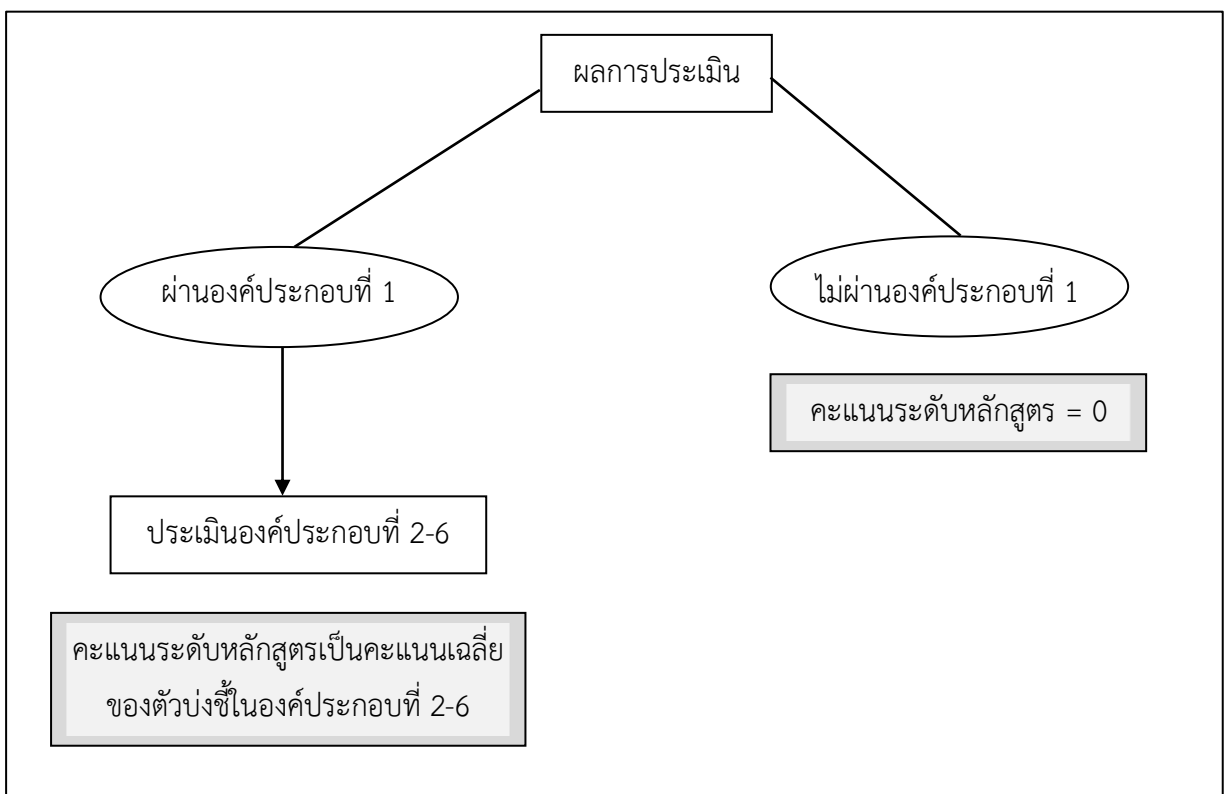 ผลการประเมิน
ผ่านองค์ประกอบที่ 1
ไม่ผ่านองค์ประกอบที่ 1
คะแนนระดับหลักสูตร = 0
ประเมินองค์ประกอบที่ 2-6
คะแนนระดับหลักสูตรเป็นคะแนนเฉลี่ย
ของตัวบ่งชี้ในองค์ประกอบที่ 2-6